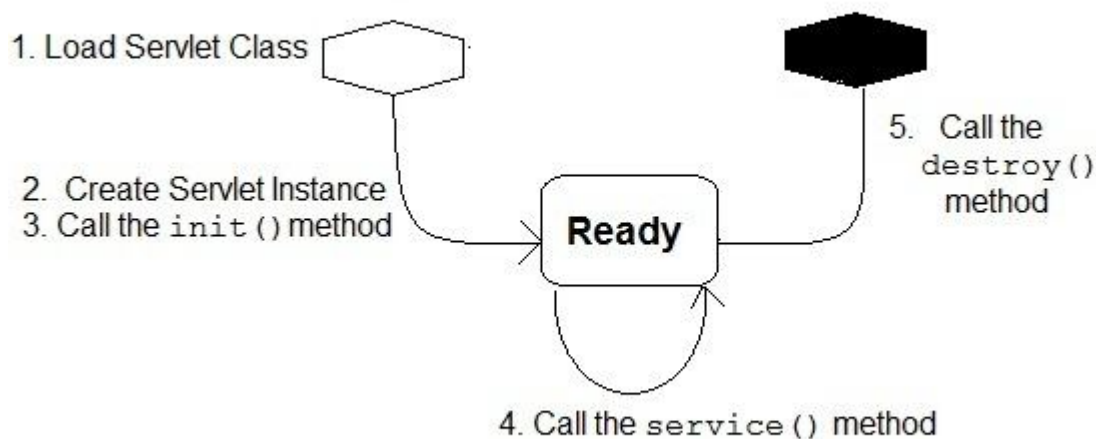 1. Load Servlet Class
2. Create Servlet Instance
3. Call the init() method
Ready
4. Call the service() method
5. Call the
destroy()
method